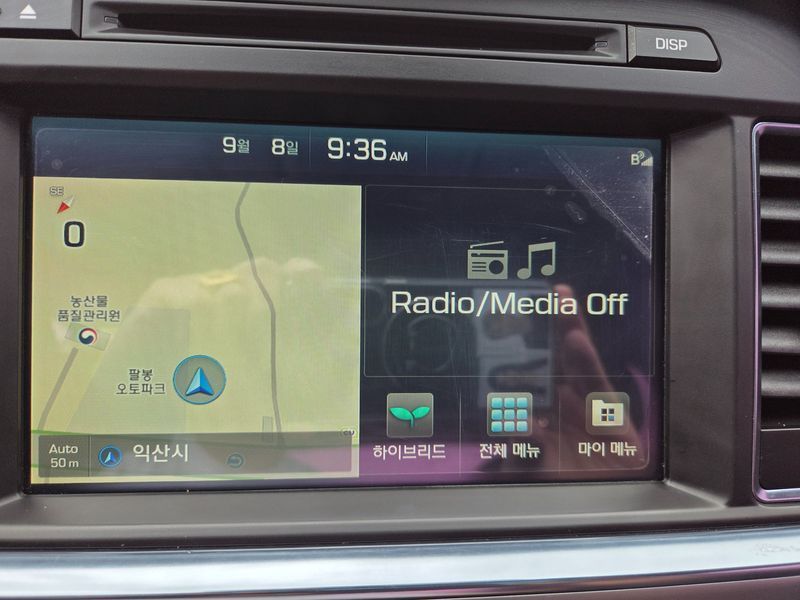 DISP
9월 8일 9:36 AM
B
SE
0
농산물
품질관리원
팔봉
오토파크
Auto
50 m
익산시
Radio/Media Off
하이브리드
전체 메뉴
마이 메뉴